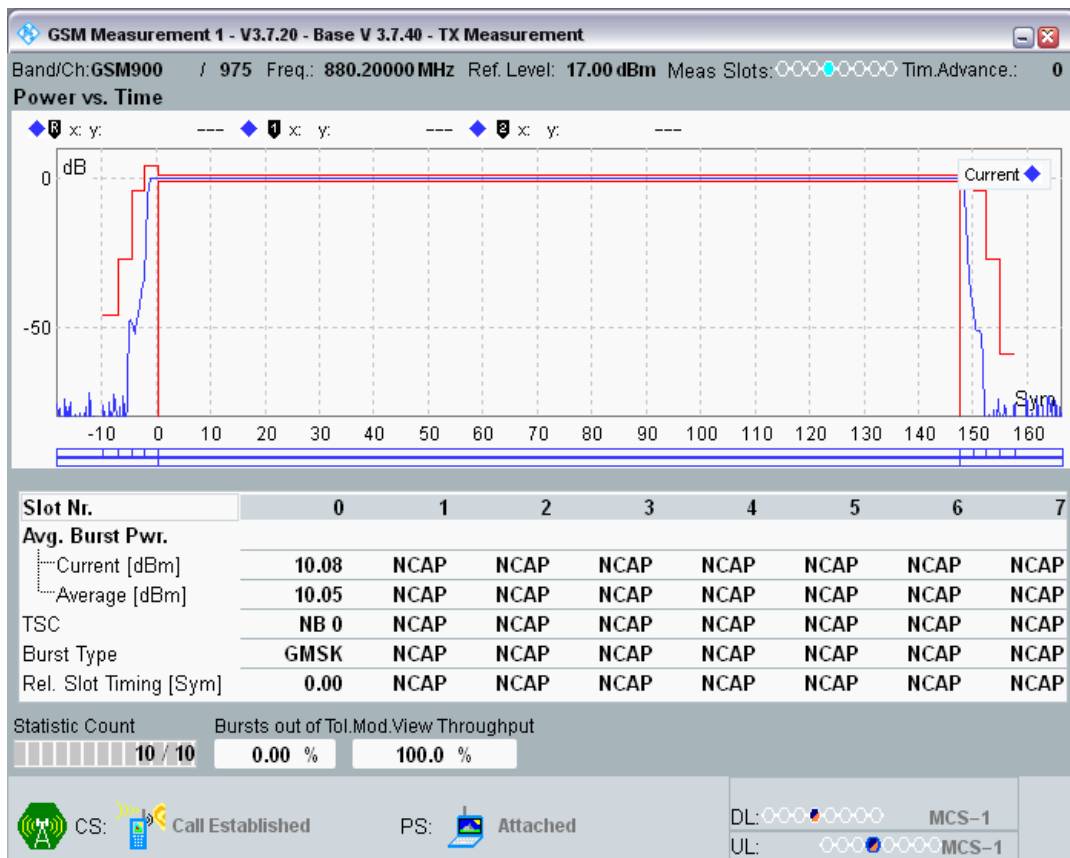 GSM Measurement 1 - V3.7.20 - Base V 3.7.40 - TX Measurement
Band/Ch:GSM900 / 975 Freq.: 880.20000 MHz Ref. Level: 17.00 dBm Meas Slots: Tim.Advance.: 0
Power vs. Time
R x: y: --- 1 x: y: --- 2 x: y: ---
dB
Current
0
-50
Sym
-10 0 10 20 30 40 50 60 70 80 90 100 110 120 130 140 150 160
Slot Nr. 0 1 2 3 4 5 6 7
Avg. Burst Pwr.
Current [dBm] 10.08 NCAP NCAP NCAP NCAP NCAP NCAP NCAP
Average [dBm] 10.05 NCAP NCAP NCAP NCAP NCAP NCAP NCAP
TSC NB 0 NCAP NCAP NCAP NCAP NCAP NCAP NCAP
Burst Type GMSK NCAP NCAP NCAP NCAP NCAP NCAP NCAP
Rel. Slot Timing [Sym] 0.00 NCAP NCAP NCAP NCAP NCAP NCAP NCAP
Statistic Count Bursts out of Tol.Mod.View Throughput
10 / 10 0.00 % 100.0 %
CS: Call Established PS: Attached
DL: MCS-1
UL: MCS-1